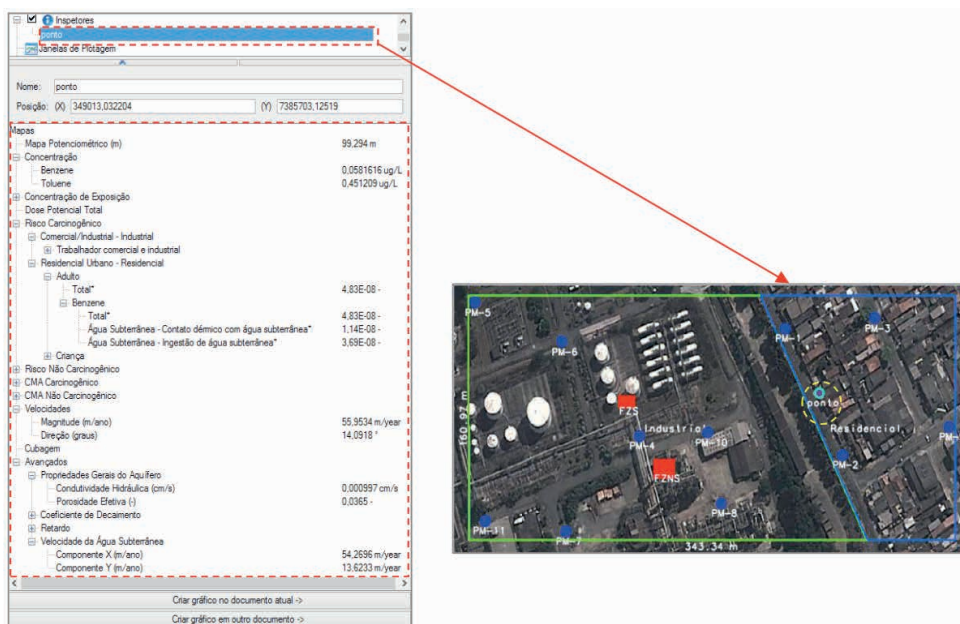 Inspetores
ponto
Janelas de Plotagem
Nome: ponto
Posição: (X) 349013,032204 (Y) 7385703,12519
Mapas
Mapa Potenciométrico (m) 99,294 m
Concentração
Benzene 0,0581616 ug/L
Toluene 0,451209 ug/L
Concentração de Exposição
Dose Potencial Total
Risco Carcinogênico
Comercial/Industrial - Industrial
Trabalhador comercial e industrial
Residencial Urbano - Residencial
Adulto
Total* 4,83E-08 -
Benzene
Total* 4,83E-08 -
Água Subterrânea - Contato dérmico com água subterrânea* 1,14E-08 -
Água Subterrânea - Ingestão de água subterrânea* 3,69E-08 -
Criança
Risco Não Carcinogênico
CMA Carcinogênico
CMA Não Carcinogênico
Velocidades
Magnitude (m/ano) 55,9534 m/year
Direção (graus) 14,0918 °
Cubagem
Avançados
Propriedades Gerais do Aquífero
Condutividade Hidráulica (cm/s) 0,000997 cm/s
Porosidade Efetiva (-) 0,0365 -
Coeficiente de Decaimento
Retardo
Velocidade da Água Subterrânea
Componente X (m/ano) 54,2696 m/year
Componente Y (m/ano) 13,6233 m/year
Criar gráfico no documento atual ->
Criar gráfico em outro documento ->
PM-5
PM-6
PM-1
PM-3
FZS
ponto
160.97 m
Industria
Residencial
PM-4
PM-10
PM-2
FZNS
PM-8
PM-11
PM-7
343.34 m